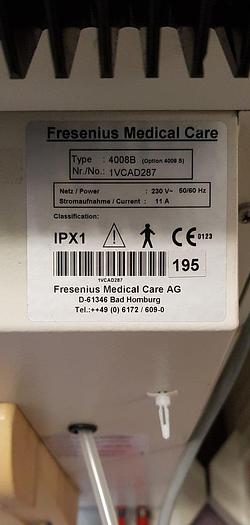 Fresenius Medical Care
Type : 4008B (Option 4008 S)
Nr./No.: 1VCAD287
Netz / Power : 230 V~ 50/60 Hz
Stromaufnahme / Current : 11 A
Classification:
IPX1 CE 0123
1VCAD287
195
Fresenius Medical Care AG
D-61346 Bad Homburg
Tel.:++49 (0) 6172 / 609-0